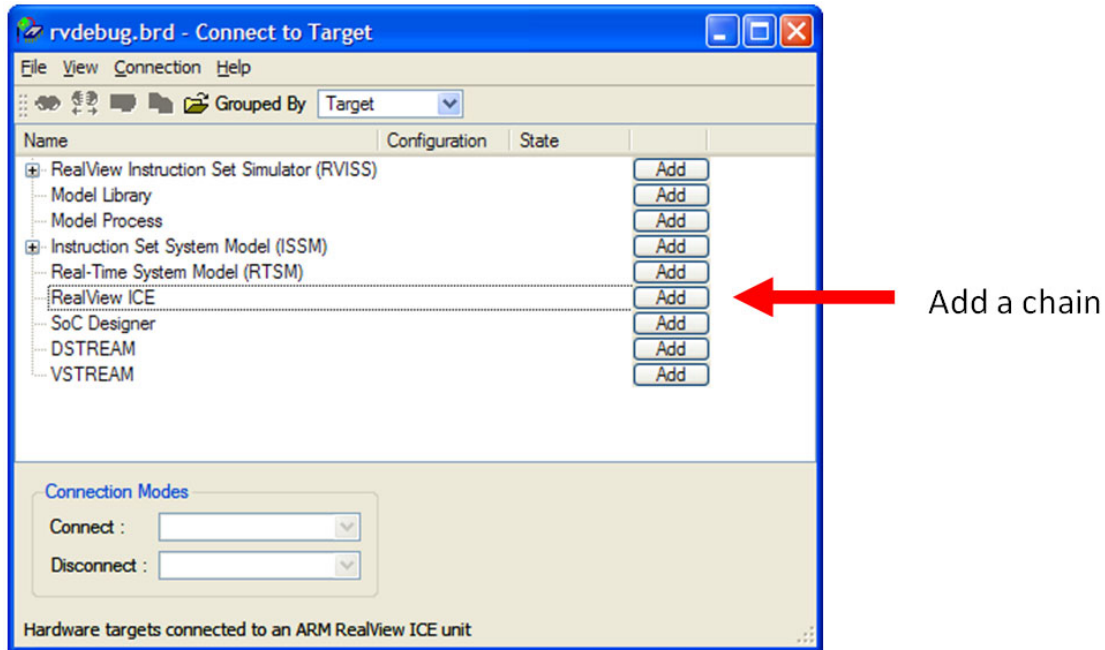 rvdebug.brd - Connect to Target
File View Connection Help
Grouped By Target
Name Configuration State
RealView Instruction Set Simulator (RVISS) Add
Model Library Add
Model Process Add
Instruction Set System Model (ISSM) Add
Real-Time System Model (RTSM) Add
RealView ICE Add
Add a chain
SoC Designer Add
DSTREAM Add
VSTREAM Add
Connection Modes
Connect :
Disconnect :
Hardware targets connected to an ARM RealView ICE unit